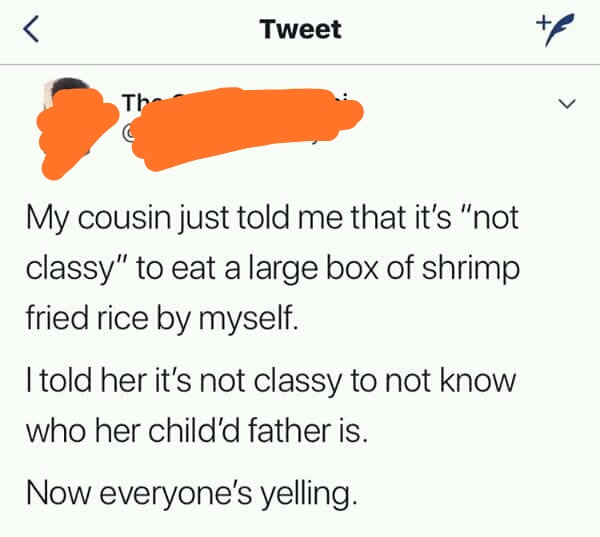 Tweet
My cousin just told me that it’s “not
classy” to eat a large box of shrimp
fried rice by myself.
I told her it’s not classy to not know
who her child’d father is.
Now everyone’s yelling.